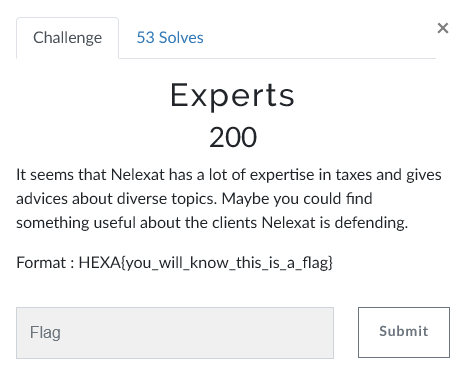 Challenge
53 Solves
×
Experts
200
It seems that Nelexat has a lot of expertise in taxes and gives
advices about diverse topics. Maybe you could find
something useful about the clients Nelexat is defending.
Format : HEXA{you_will_know_this_is_a_flag}
Flag
Submit